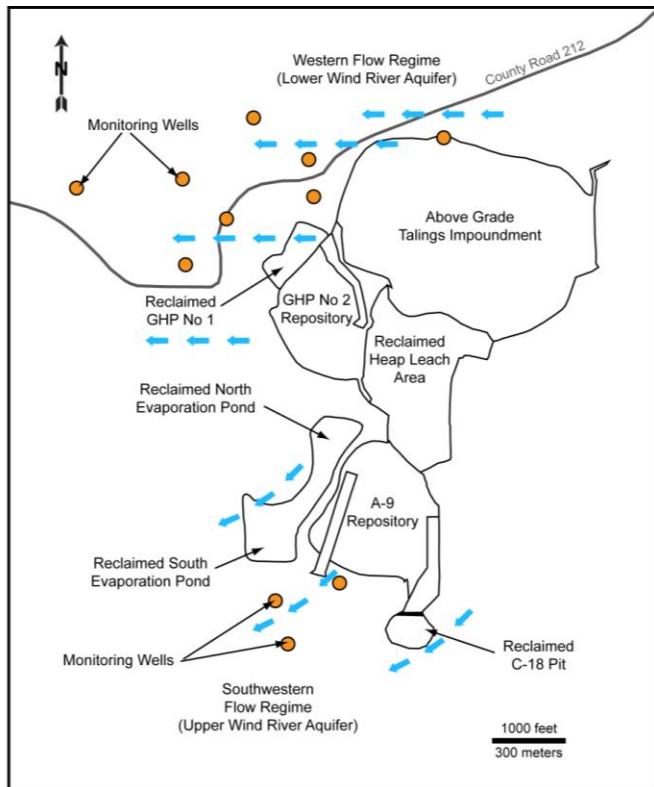 N
Western Flow Regime
(Lower Wind River Aquifer)
County Road 212
Monitoring Wells
Above Grade
Talings Impoundment
Reclaimed
GHP No 1
GHP No 2
Repository
Reclaimed
Heap Leach
Area
Reclaimed North
Evaporation Pond
A-9
Repository
Reclaimed South
Evaporation Pond
Monitoring Wells
Reclaimed
C-18 Pit
Southwestern
Flow Regime
(Upper Wind River Aquifer)
1000 feet
300 meters